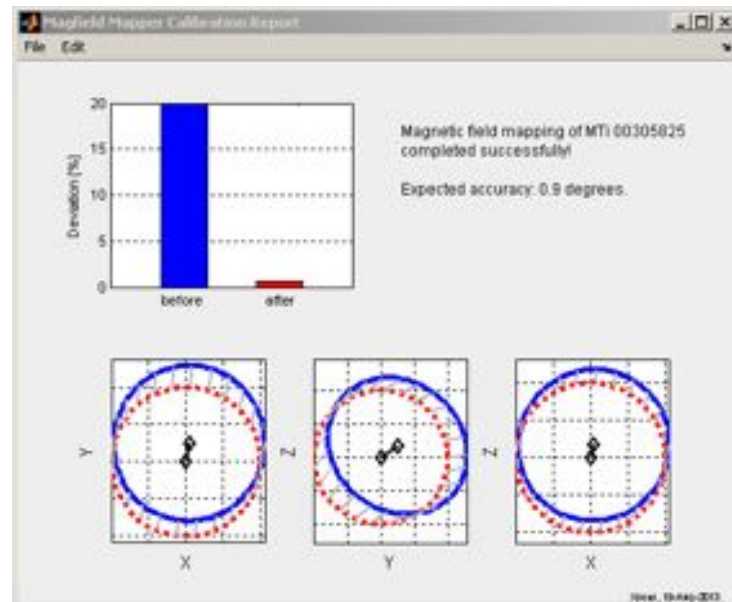 Magfield Mapper Calibration Report
File Edit
20
15
10
5
0
Deviation [%]
before after
Magnetic field mapping of MTi 00305825
completed successfully!
Expected accuracy: 0.9 degrees.
Y
X
Z
Y
Z
X